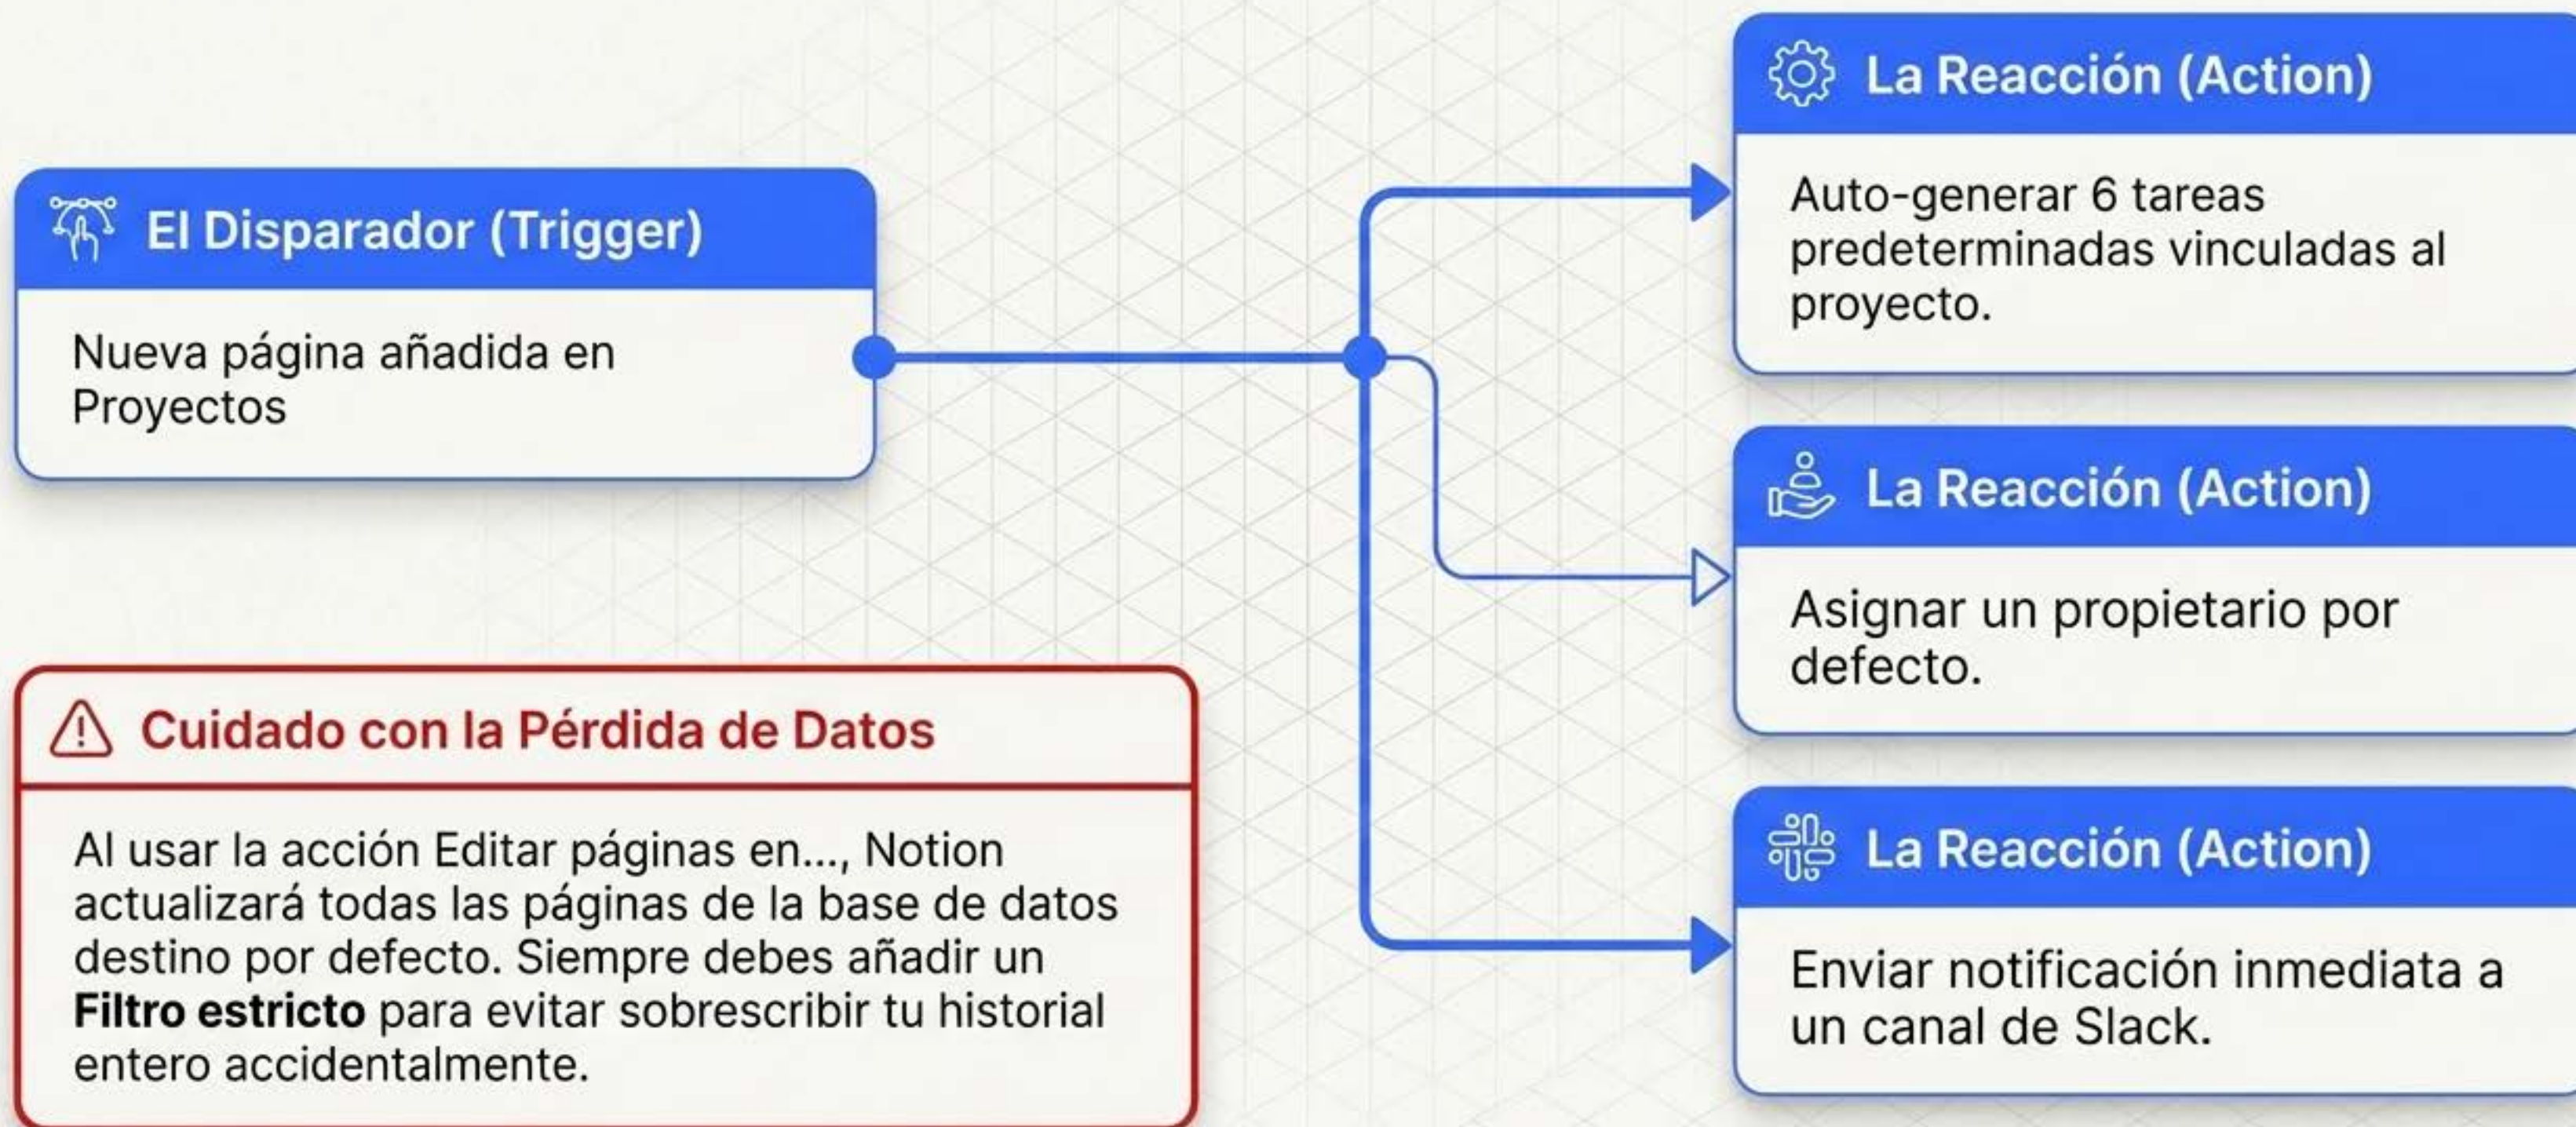 El Disparador (Trigger)
Nueva página añadida en
Proyectos
La Reacción (Action)
Auto-generar 6 tareas
predeterminadas vinculadas al
proyecto.
La Reacción (Action)
Asignar un propietario por
defecto.
La Reacción (Action)
Enviar notificación inmediata a
un canal de Slack.
Cuidado con la Pérdida de Datos
Al usar la acción Editar páginas en..., Notion
actualizará todas las páginas de la base de datos
destino por defecto. Siempre debes añadir un
Filtro estricto para evitar sobrescribir tu historial
entero accidentalmente.